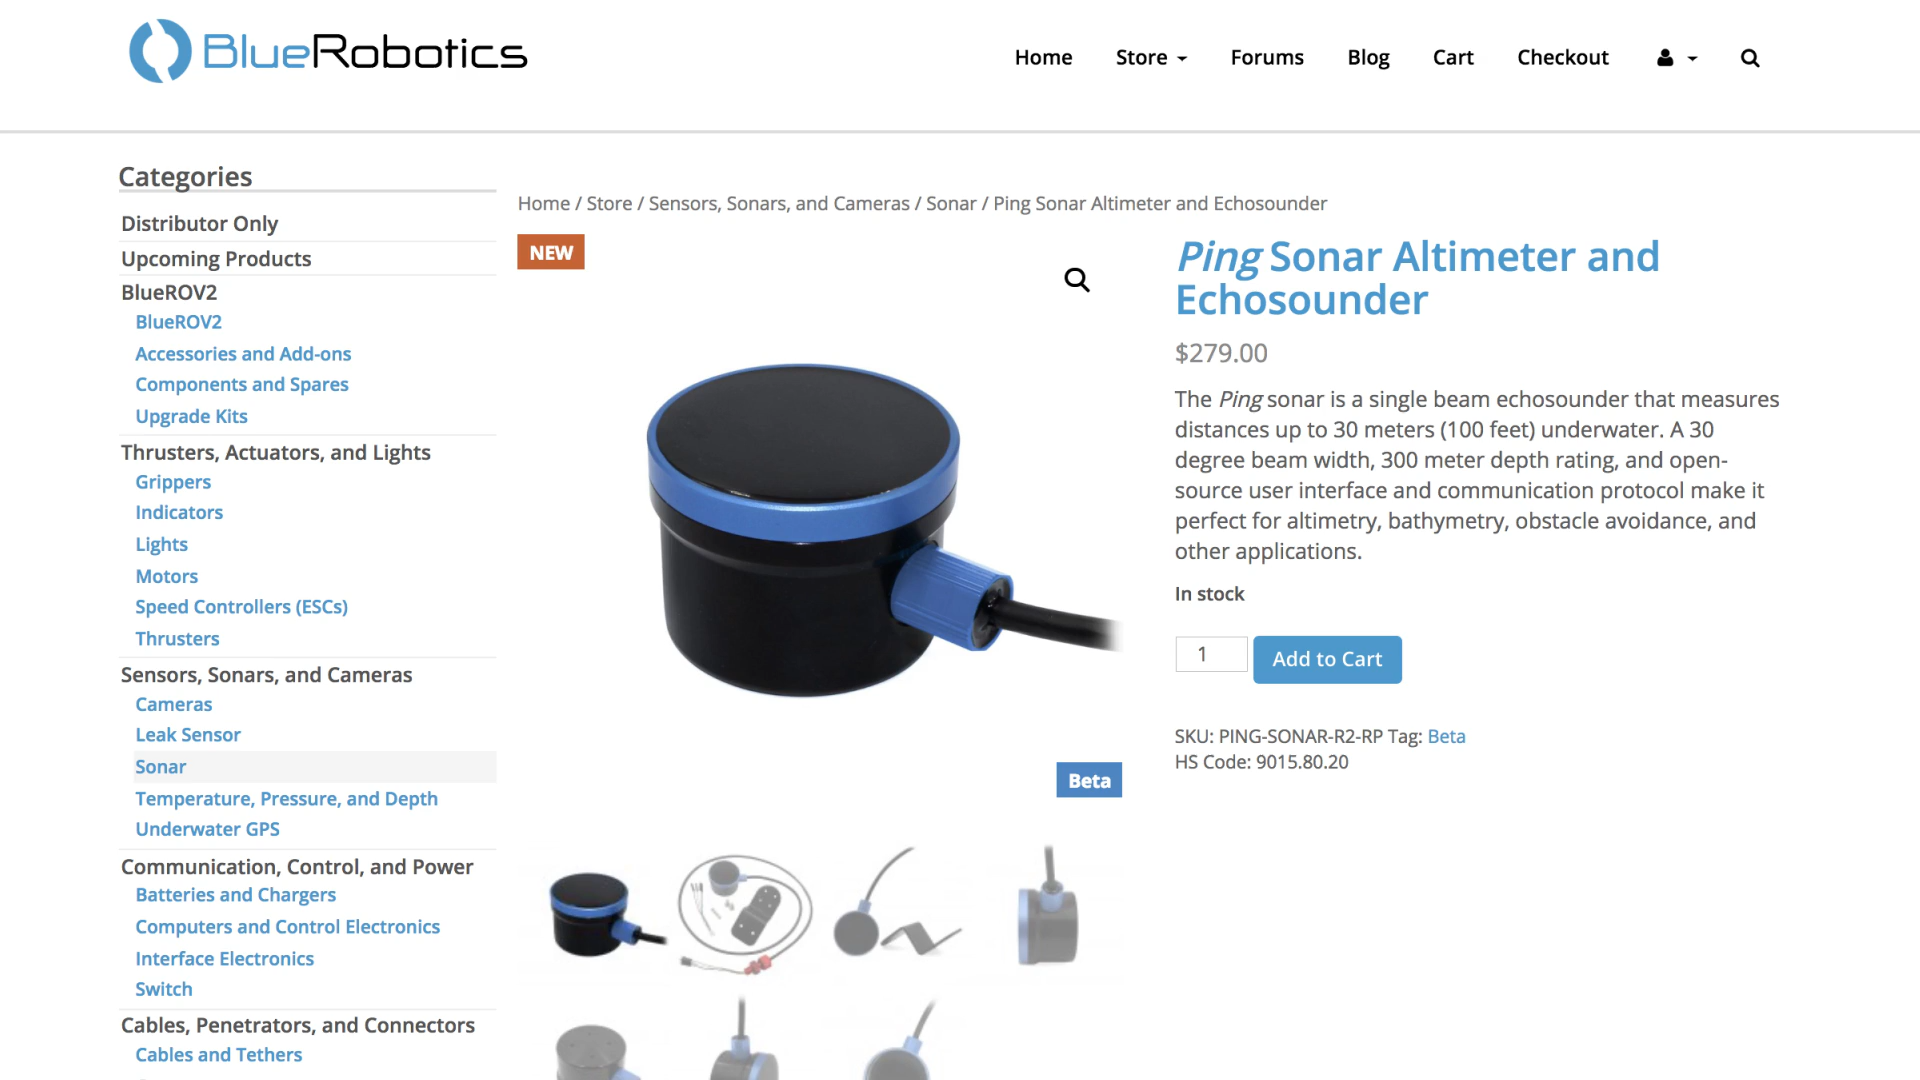 BlueRobotics
Home
Store
Forums
Blog
Cart
Checkout
Categories
Distributor Only
Upcoming Products
BlueROV2
BlueROV2
Accessories and Add-ons
Components and Spares
Upgrade Kits
Thrusters, Actuators, and Lights
Grippers
Indicators
Lights
Motors
Speed Controllers (ESCs)
Thrusters
Sensors, Sonars, and Cameras
Cameras
Leak Sensor
Sonar
Temperature, Pressure, and Depth
Underwater GPS
Communication, Control, and Power
Batteries and Chargers
Computers and Control Electronics
Interface Electronics
Switch
Cables, Penetrators, and Connectors
Cables and Tethers
Home / Store / Sensors, Sonars, and Cameras / Sonar / Ping Sonar Altimeter and Echosounder
NEW
Beta
Ping Sonar Altimeter and
Echosounder
$279.00
The Ping sonar is a single beam echosounder that measures
distances up to 30 meters (100 feet) underwater. A 30
degree beam width, 300 meter depth rating, and open-
source user interface and communication protocol make it
perfect for altimetry, bathymetry, obstacle avoidance, and
other applications.
In stock
1
Add to Cart
SKU: PING-SONAR-R2-RP Tag: Beta
HS Code: 9015.80.20